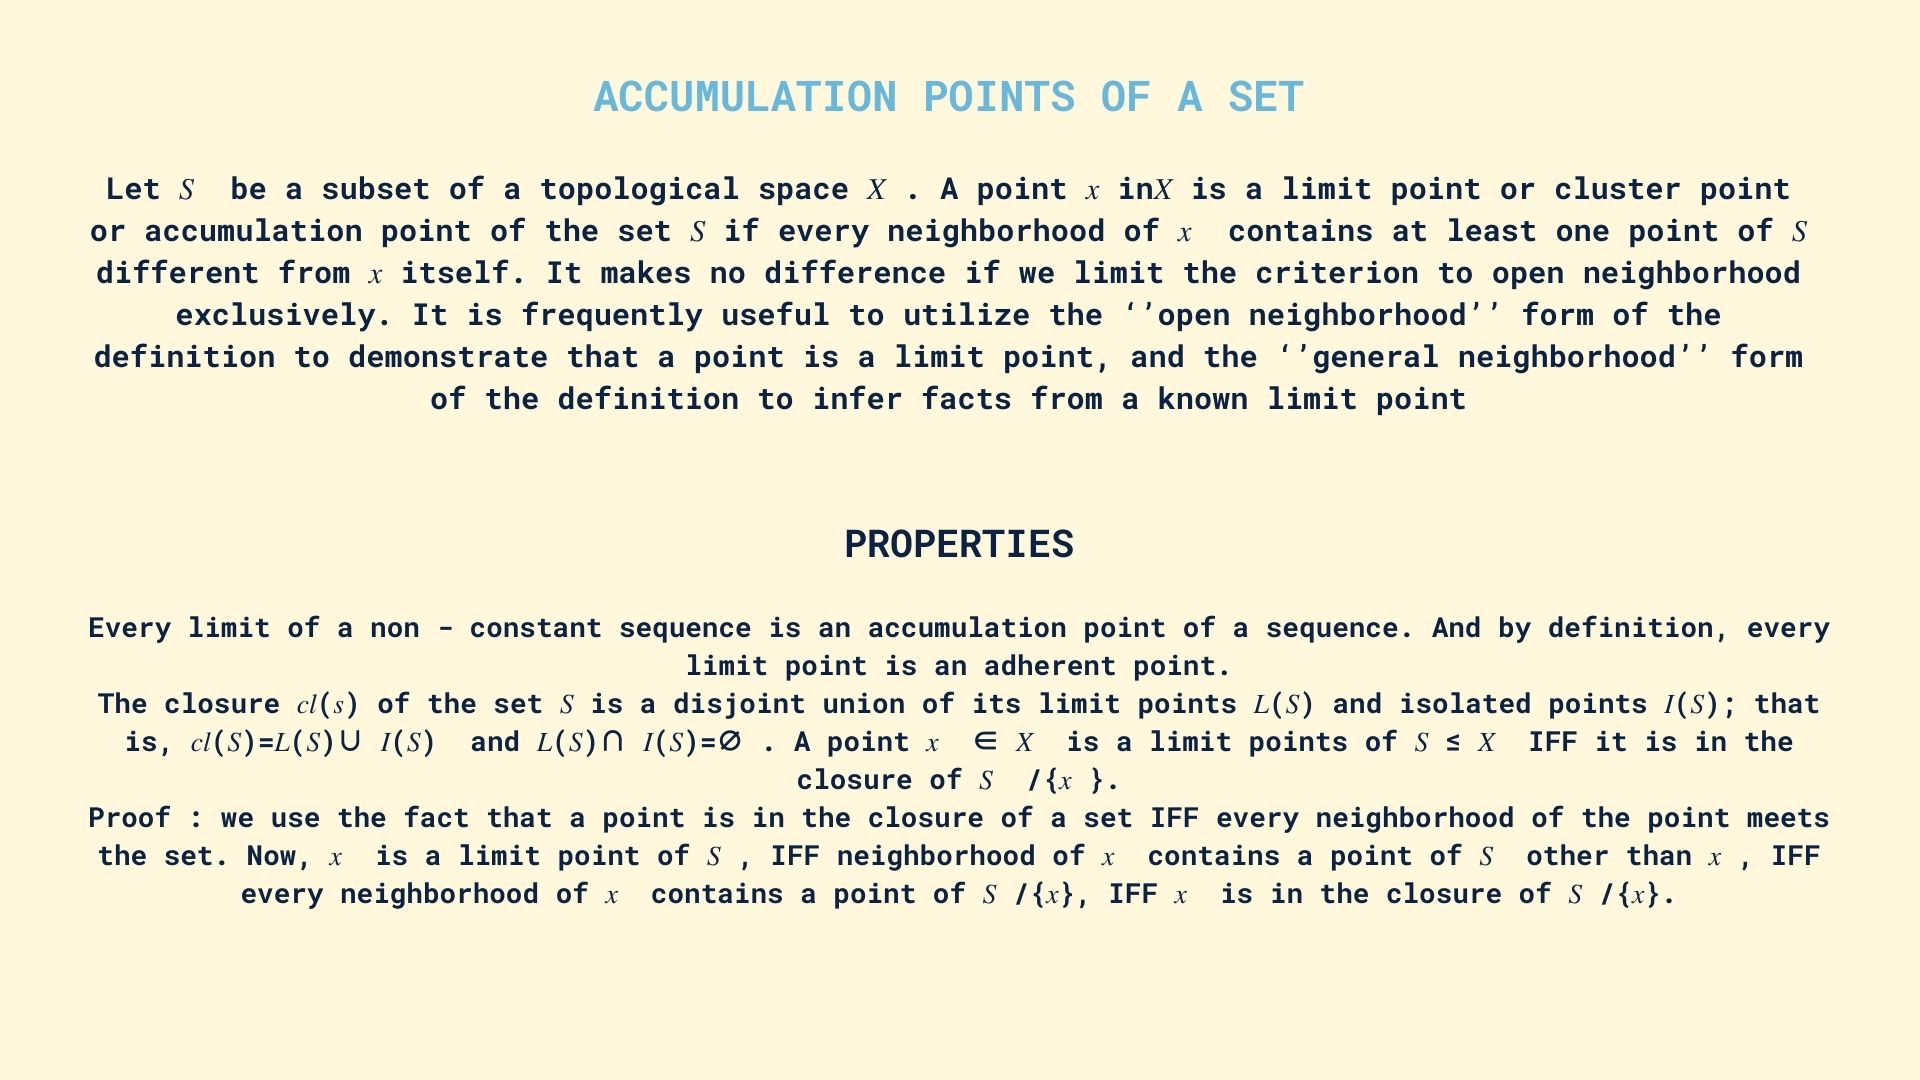 ACCUMULATION POINTS OF A SET
Let S be a subset of a topological space X . A point x inX is a limit point or cluster point
or accumulation point of the set S if every neighborhood of x contains at least one point of S
different from x itself. It makes no difference if we limit the criterion to open neighborhood
exclusively. It is frequently useful to utilize the ‘’open neighborhood’’ form of the
definition to demonstrate that a point is a limit point, and the ‘’general neighborhood’’ form
of the definition to infer facts from a known limit point
PROPERTIES
Every limit of a non - constant sequence is an accumulation point of a sequence. And by definition, every
limit point is an adherent point.
The closure cl(s) of the set S is a disjoint union of its limit points L(S) and isolated points I(S); that
is, cl(S)=L(S)∪ I(S) and L(S)∩ I(S)=∅ . A point x ∈ X is a limit points of S ≤ X IFF it is in the
closure of S /{x }.
Proof : we use the fact that a point is in the closure of a set IFF every neighborhood of the point meets
the set. Now, x is a limit point of S , IFF neighborhood of x contains a point of S other than x , IFF
every neighborhood of x contains a point of S /{x}, IFF x is in the closure of S /{x}.